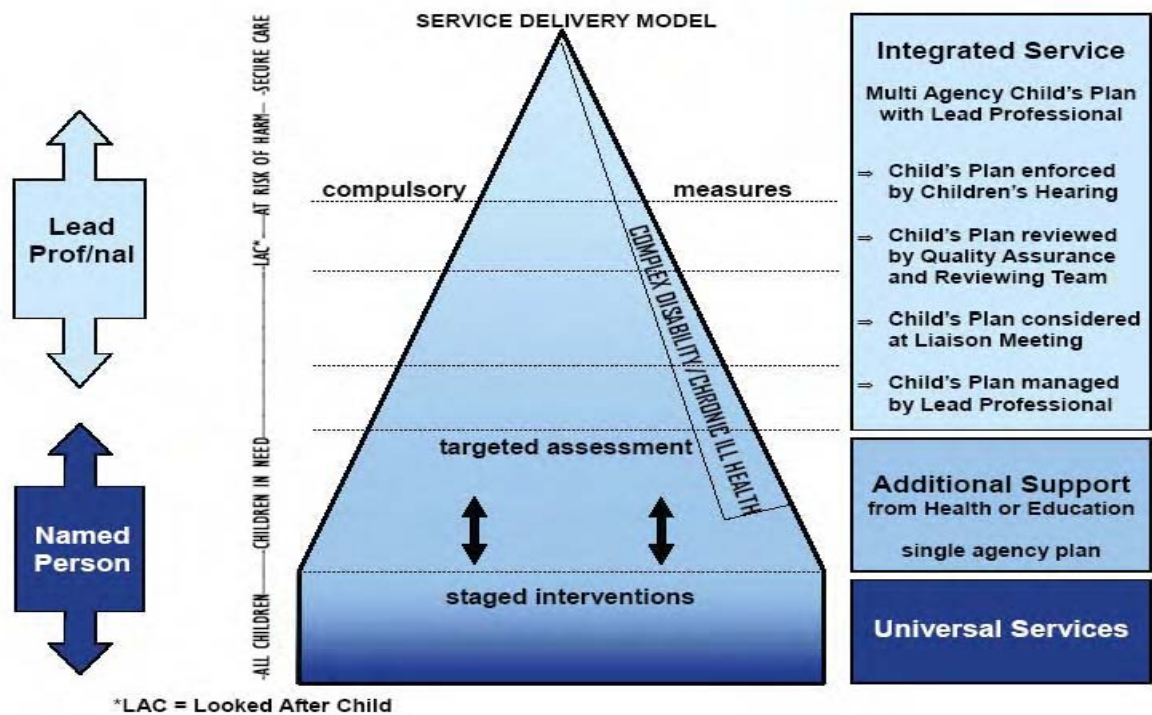 SERVICE DELIVERY MODEL
Lead
Prof/nal
Named
Person
-ALL CHILDREN——CHILDREN IN NEED——LAC*——AT RISK OF HARM—-SECURE CARE
compulsory
measures
COMPLEX DISABILITY/CHRONIC ILL HEALTH
targeted assessment
staged interventions
Integrated Service
Multi Agency Child's Plan
with Lead Professional
⇒ Child's Plan enforced
by Children's Hearing
⇒ Child's Plan reviewed
by Quality Assurance
and Reviewing Team
⇒ Child's Plan considered
at Liaison Meeting
⇒ Child's Plan managed
by Lead Professional
Additional Support
from Health or Education
single agency plan
Universal Services
*LAC = Looked After Child